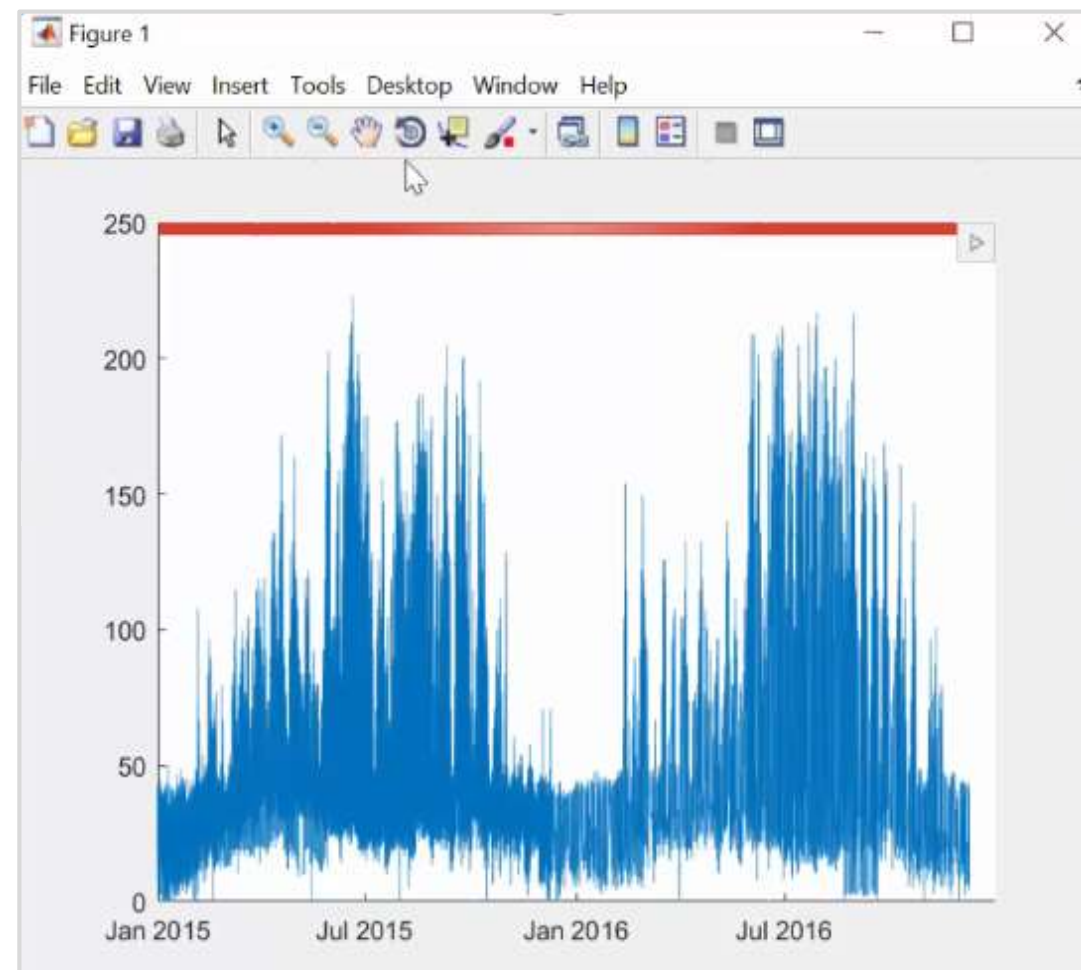 Figure 1
File Edit View Insert Tools Desktop Window Help
250
200
150
100
50
0
Jan 2015 Jul 2015 Jan 2016 Jul 2016